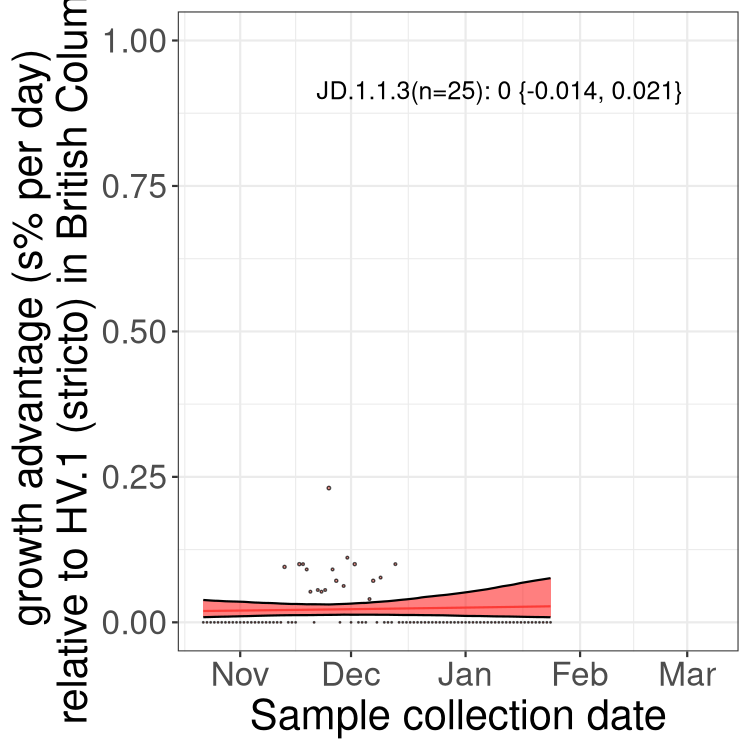 growth advantage (s% per day)
relative to HV.1 (stricto) in British Colum
1.00
0.75
0.50
0.25
0.00
JD.1.1.3(n=25): 0 {-0.014, 0.021}
Nov Dec Jan Feb Mar
Sample collection date